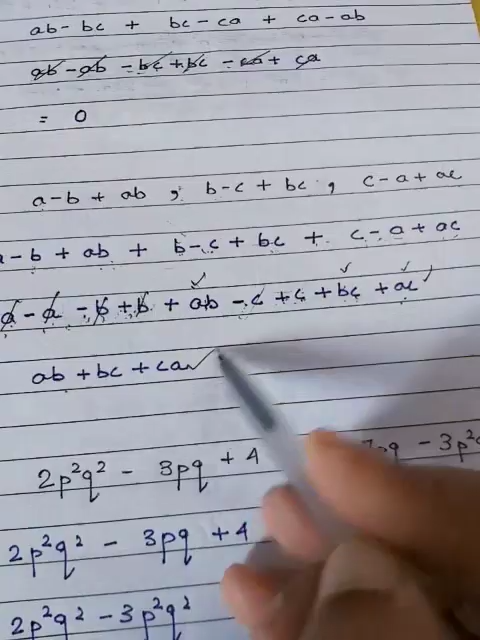 ab - bc + bc - ca + ca - ab
ab - ab - bc + bc - ca + ca
= 0
a - b + ab , b - c + bc , c - a + ac
a - b + ab + b - c + bc + c - a + ac
a - a - b + b + ab - c + c + bc + ac
ab + bc + ca
2p²q² - 3pq + 4 - 3p²
2p²q² - 3pq + 4
2p²q² - 3p²q²